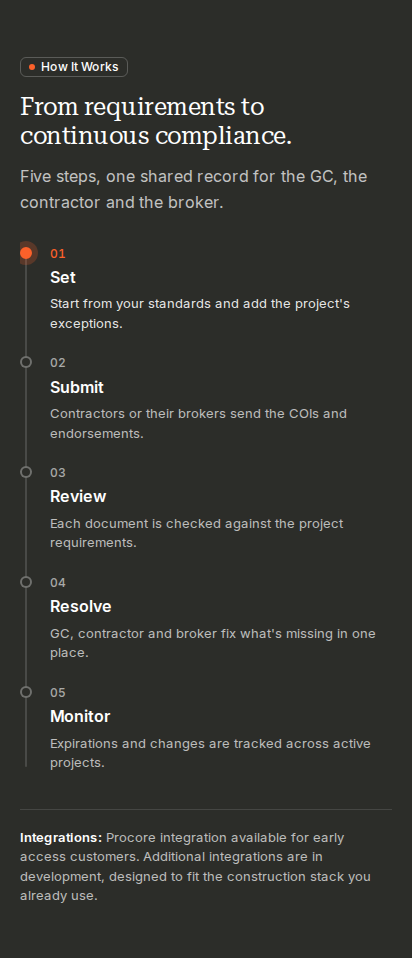 How It Works
From requirements to
continuous compliance.
Five steps, one shared record for the GC, the
contractor and the broker.
01
Set
Start from your standards and add the project's
exceptions.
02
Submit
Contractors or their brokers send the COIs and
endorsements.
03
Review
Each document is checked against the project
requirements.
04
Resolve
GC, contractor and broker fix what's missing in one
place.
05
Monitor
Expirations and changes are tracked across active
projects.
Integrations: Procore integration available for early
access customers. Additional integrations are in
development, designed to fit the construction stack you
already use.